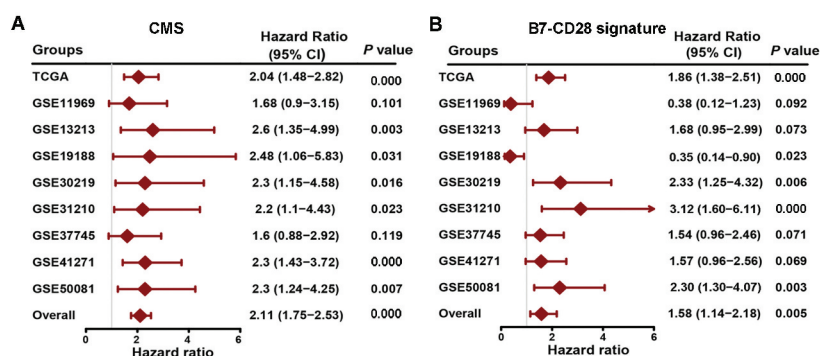 A
CMS
Groups
Hazard Ratio
(95% CI)
P value
TCGA 2.04 (1.48−2.82) 0.000
GSE11969 1.68 (0.9−3.15) 0.101
GSE13213 2.6 (1.35−4.99) 0.003
GSE19188 2.48 (1.06−5.83) 0.031
GSE30219 2.3 (1.15−4.58) 0.016
GSE31210 2.2 (1.1−4.43) 0.023
GSE37745 1.6 (0.88−2.92) 0.119
GSE41271 2.3 (1.43−3.72) 0.000
GSE50081 2.3 (1.24−4.25) 0.007
Overall 2.11 (1.75−2.53) 0.000
0 2 4 6
Hazard ratio
B
B7-CD28 signature
Groups
Hazard Ratio
(95% CI)
P value
TCGA 1.86 (1.38−2.51) 0.000
GSE11969 0.38 (0.12−1.23) 0.092
GSE13213 1.68 (0.95−2.99) 0.073
GSE19188 0.35 (0.14−0.90) 0.023
GSE30219 2.33 (1.25−4.32) 0.006
GSE31210 3.12 (1.60−6.11) 0.000
GSE37745 1.54 (0.96−2.46) 0.071
GSE41271 1.57 (0.96−2.56) 0.069
GSE50081 2.30 (1.30−4.07) 0.003
Overall 1.58 (1.14−2.18) 0.005
0 2 4 6
Hazard ratio